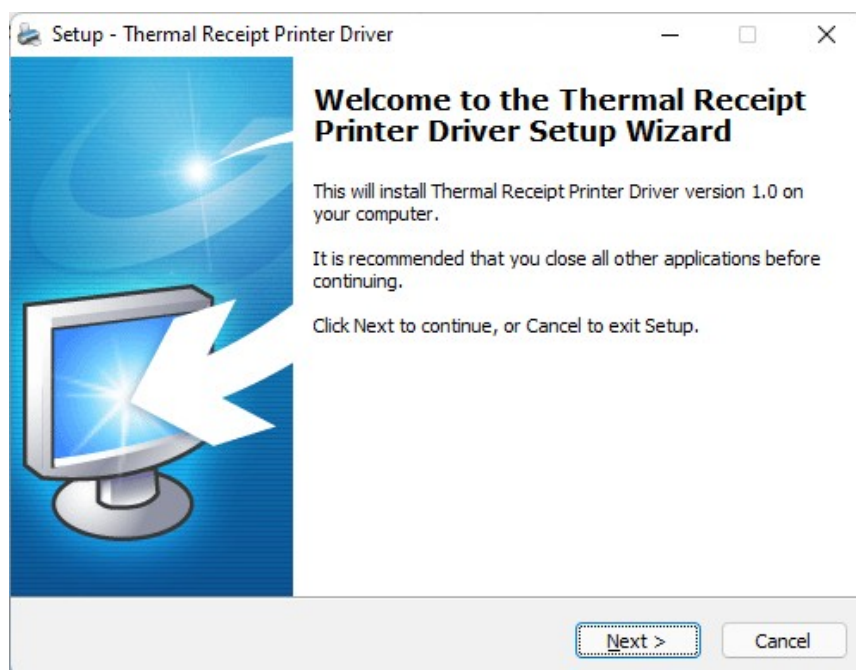 Setup - Thermal Receipt Printer Driver
Welcome to the Thermal Receipt
Printer Driver Setup Wizard
This will install Thermal Receipt Printer Driver version 1.0 on
your computer.
It is recommended that you close all other applications before
continuing.
Click Next to continue, or Cancel to exit Setup.
Next >
Cancel